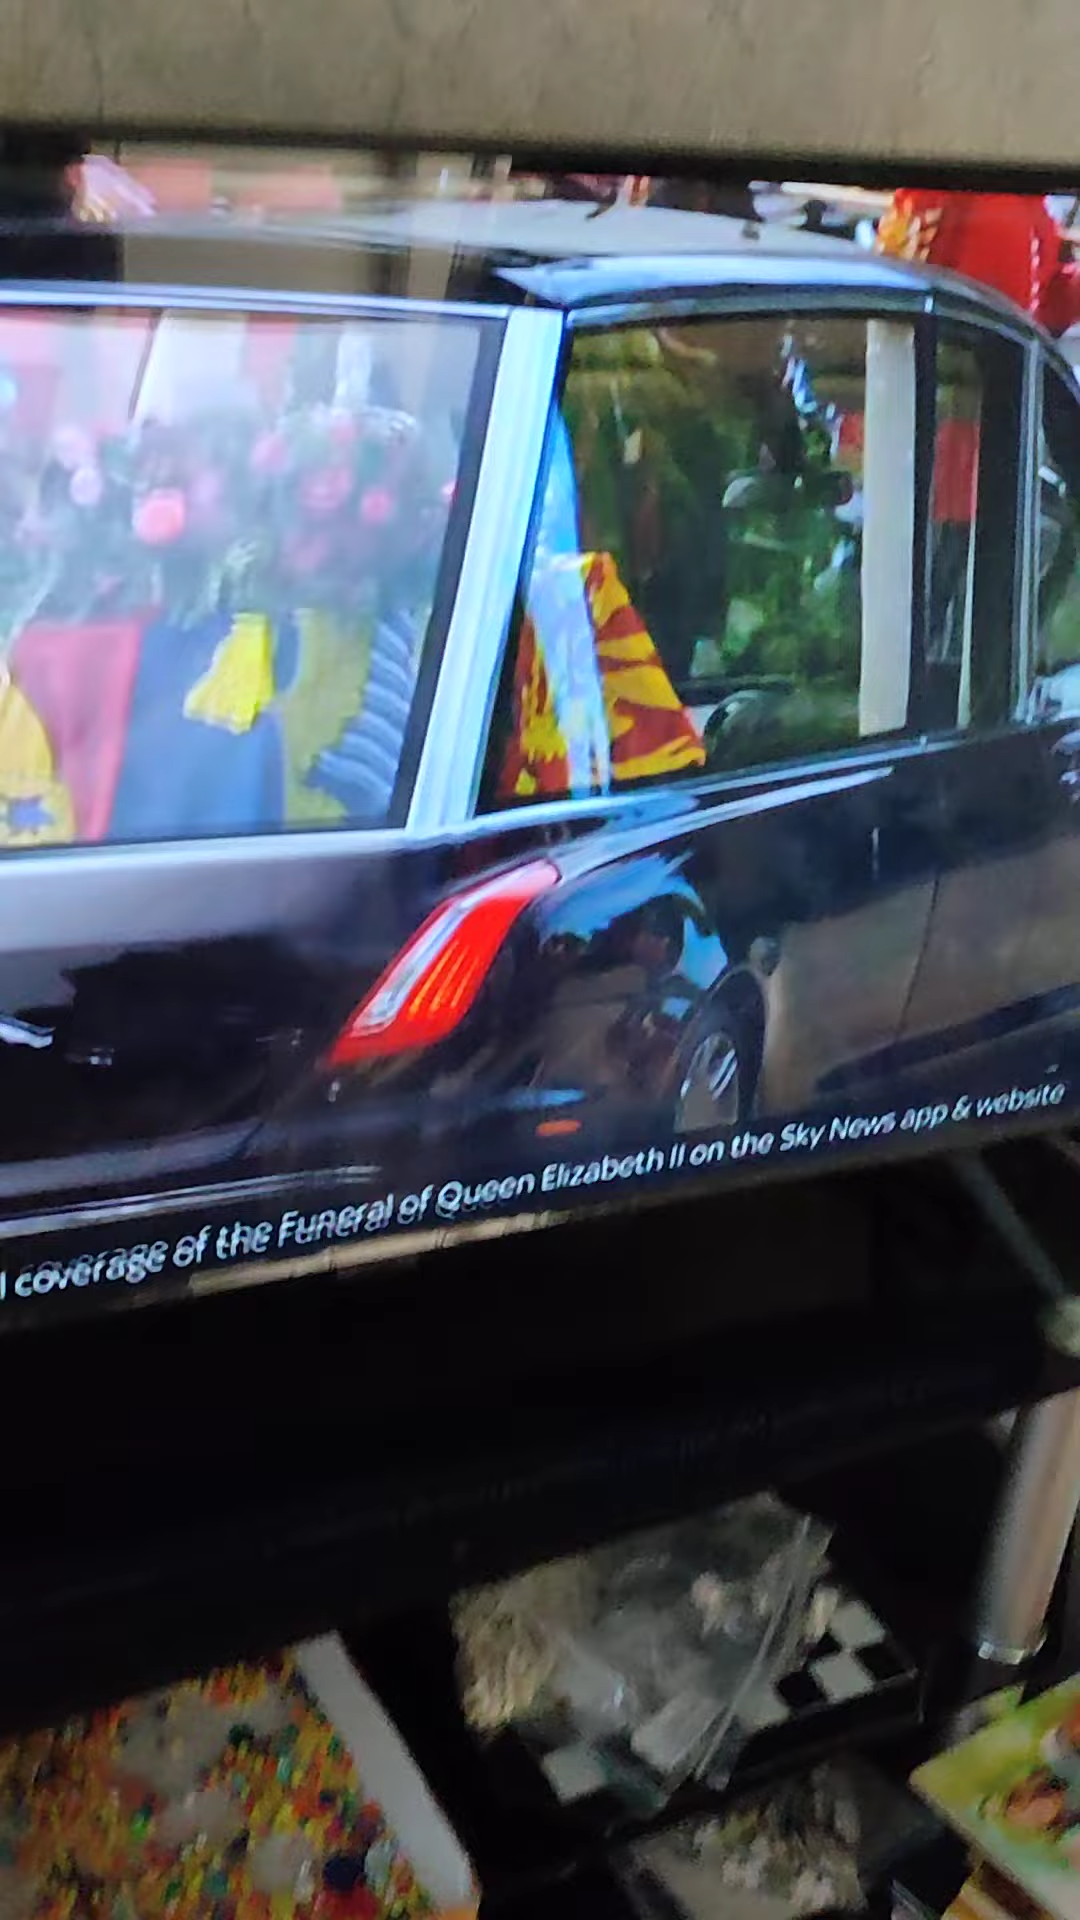 coverage of the Funeral of Queen Elizabeth II on the Sky News app & website